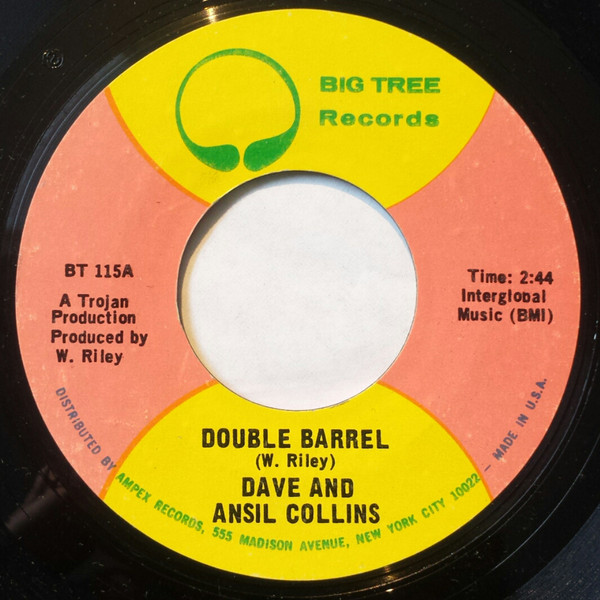 BIG TREE
Records
BT 115A
A Trojan
Production
Produced by
W. Riley
Time: 2:44
Interglobal
Music (BMI)
DOUBLE BARREL
(W. Riley)
DAVE AND
ANSIL COLLINS
DISTRIBUTED BY AMPEX RECORDS, 555 MADISON AVENUE, NEW YORK CITY 10022 — MADE IN U.S.A.